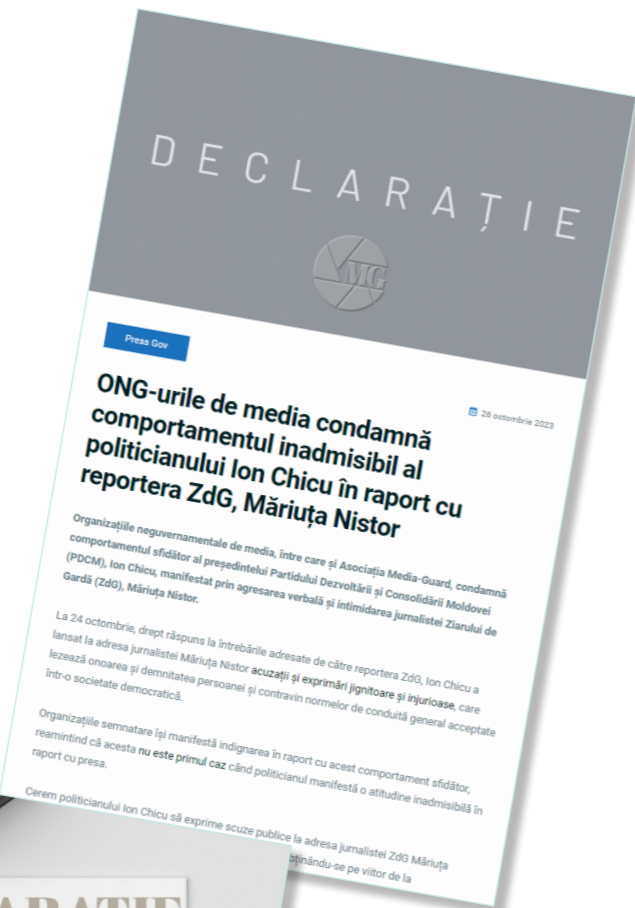 DECLARAȚIE
MG
Press Gov
26 octombrie 2023
ONG-urile de media condamnă
comportamentul inadmisibil al
politicianului Ion Chicu în raport cu
reportera ZdG, Măriuța Nistor
Organizațiile neguvernamentale de media, între care și Asociația Media-Guard, condamnă
comportamentul sfidător al președintelui Partidului Dezvoltării și Consolidării Moldovei
(PDCM), Ion Chicu, manifestat prin agresarea verbală și intimidarea jurnalistei Ziarului de
Gardă (ZdG), Măriuța Nistor.
La 24 octombrie, drept răspuns la întrebările adresate de către reportera ZdG, Ion Chicu a
lansat la adresa jurnalistei Măriuța Nistor acuzații și exprimări jignitoare și injurioase, care
lezează onoarea și demnitatea persoanei și contravin normelor de conduită general acceptate
într-o societate democratică.
Organizațiile semnatare își manifestă indignarea în raport cu acest comportament sfidător,
reamintind că acesta nu este primul caz când politicianul manifestă o atitudine inadmisibilă în
raport cu presa.
Cerem politicianului Ion Chicu să exprime scuze publice la adresa jurnalistei ZdG Măriuța
bținându-se pe viitor de la
ARAȚIE